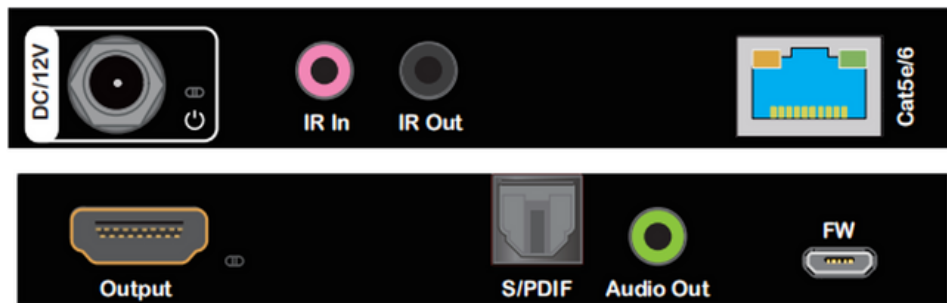 DC/12V
IR In
IR Out
Cat5e/6
Output
S/PDIF
Audio Out
FW